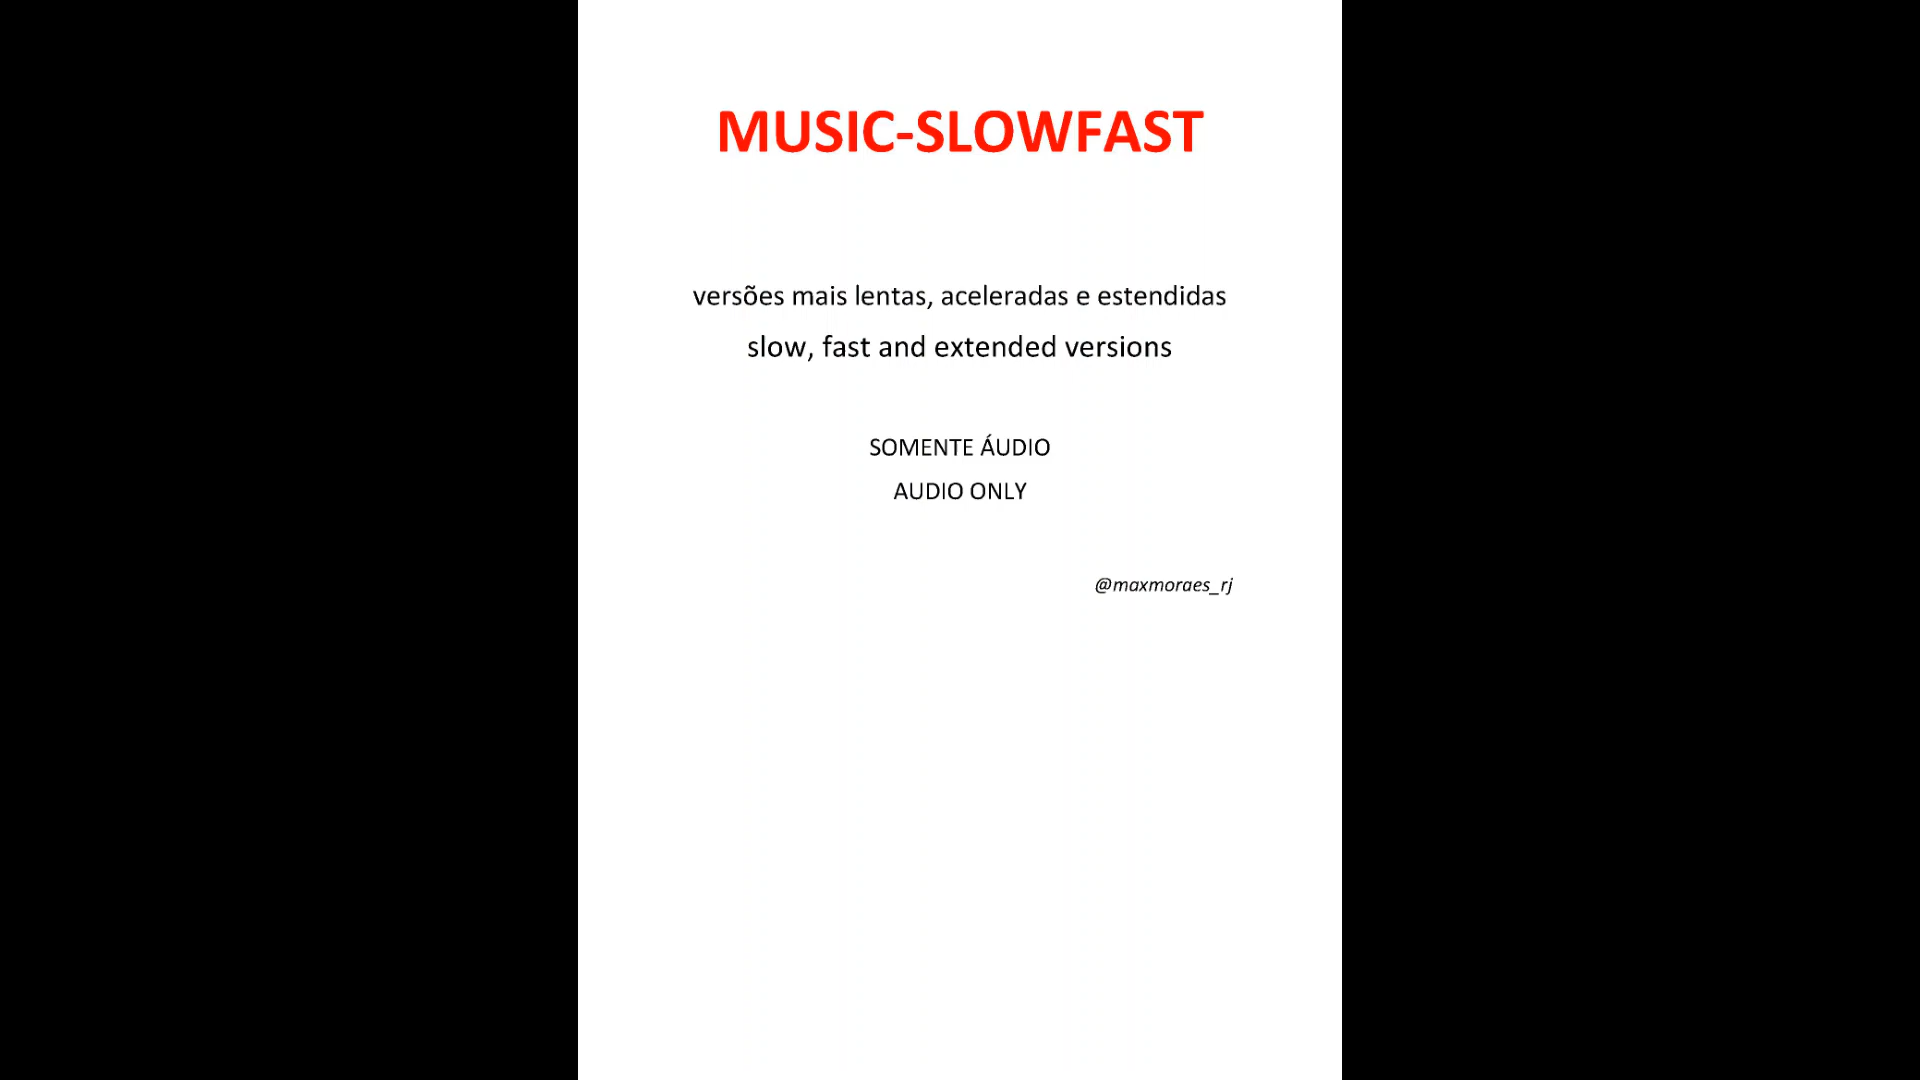 MUSIC-SLOWFAST
versões mais lentas, aceleradas e estendidas
slow, fast and extended versions
SOMENTE ÁUDIO
AUDIO ONLY
@maxmoraes_rj